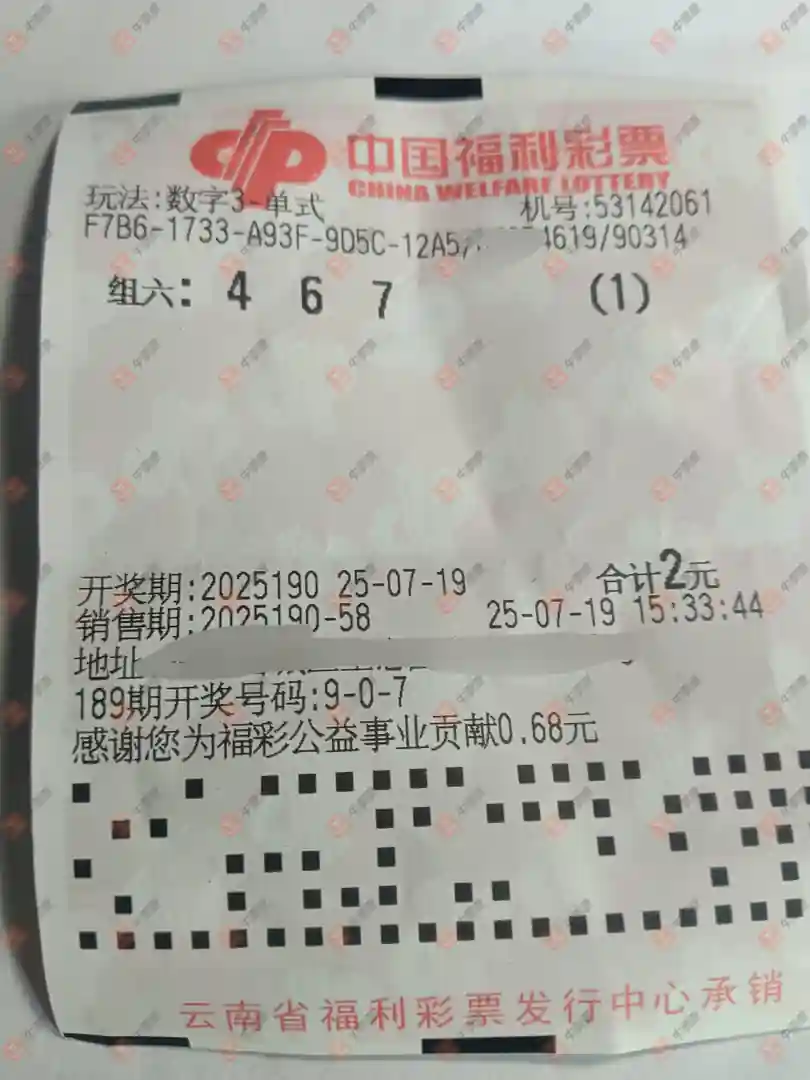 中国福利彩票
CHINA WELFARE LOTTERY
玩法:数字3-单式 机号:53142061
F7B6-1733-A93F-9D5C-12A5/ 4619/90314
组六: 4 6 7 (1)
开奖期:2025190 25-07-19 合计2元
销售期:2025190-58 25-07-19 15:33:44
地址
189期开奖号码:9-0-7
感谢您为福彩公益事业贡献0.68元
云南省福利彩票发行中心承销